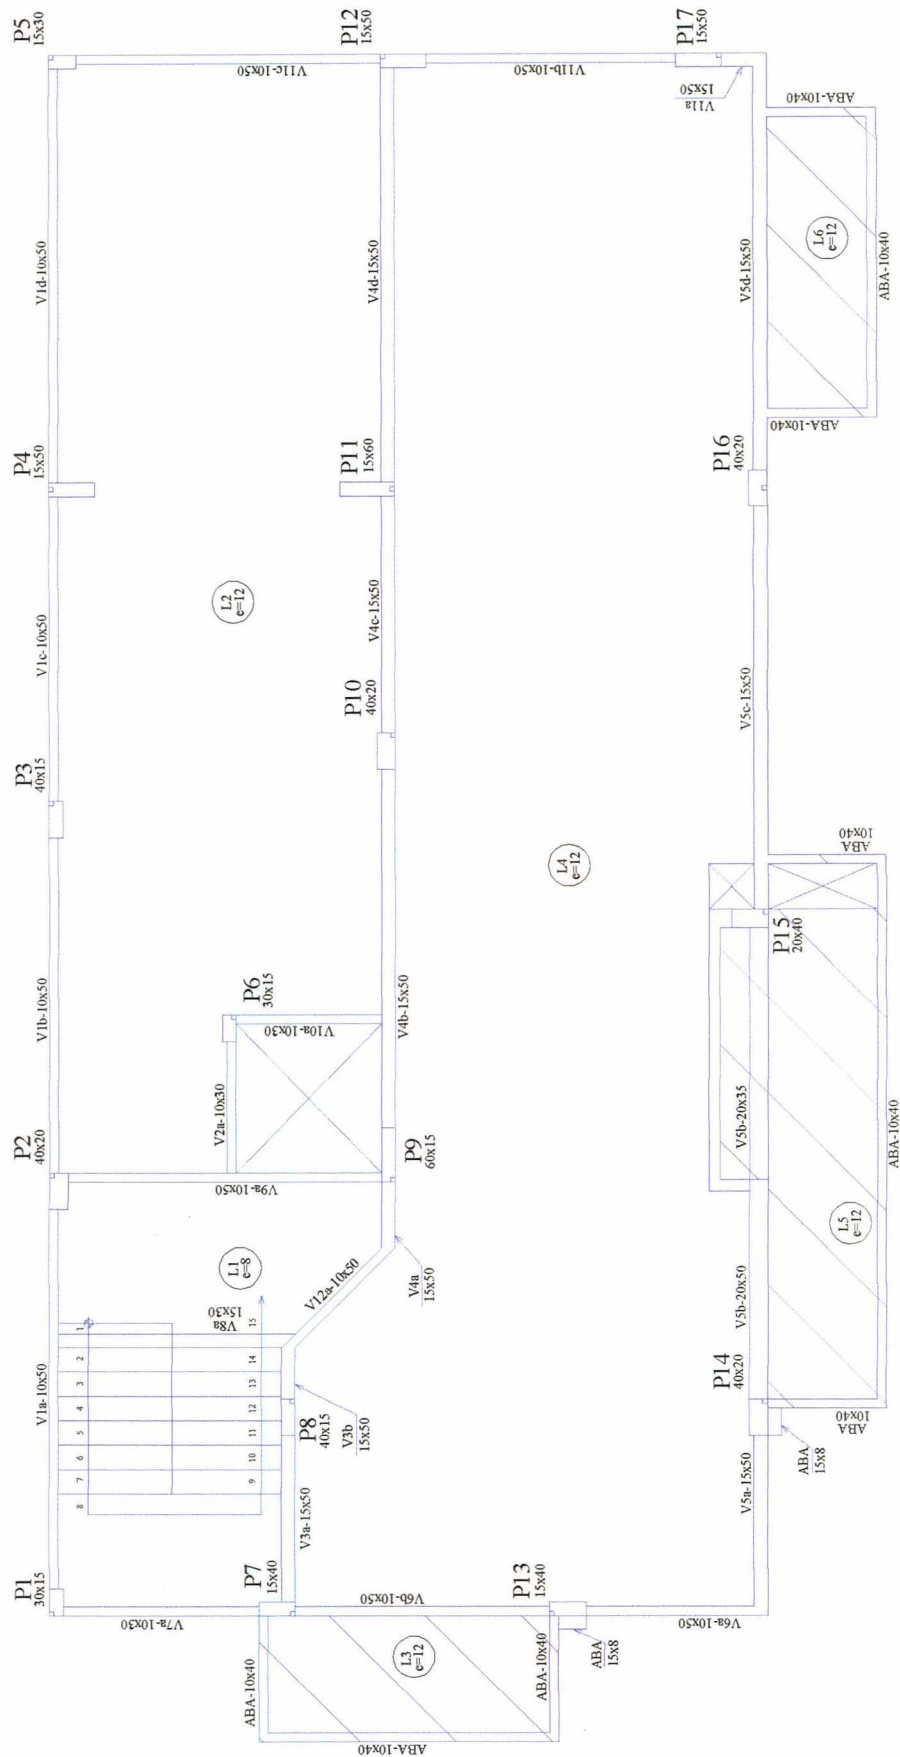 P1
30x15
V1a-10x50
P2
40x20
V1b-10x50
P3
40x15
V1c-10x50
P4
15x50
V1d-10x50
P5
15x30
V7a-10x30
8
7
6
5
4
3
2
1
9
10
11
12
13
14
15
V8a
15x30
L1
e=8
V9a-10x50
V2a-10x30
P6
30x15
V10a-10x30
L2
e=12
V11c-10x50
P7
15x40
V3a-15x50
P8
40x15
V3b
15x50
V12a-10x50
V4a
15x50
P9
60x15
V4b-15x50
P10
40x20
V4c-15x50
P11
15x60
V4d-15x50
P12
15x50
ABA-10x40
L3
e=12
ABA-10x40
ABA-10x40
V6b-10x50
P13
15x40
ABA
15x8
V6a-10x50
L4
e=12
V11b-10x50
V5a-15x50
P14
40x20
ABA
15x8
V5b-20x50
V5b-20x35
P15
20x40
V5c-15x50
P16
40x20
V5d-15x50
V11a
15x50
P17
15x50
ABA
10x40
L5
e=12
ABA-10x40
ABA
10x40
ABA-10x40
L6
e=12
ABA-10x40
ABA-10x40